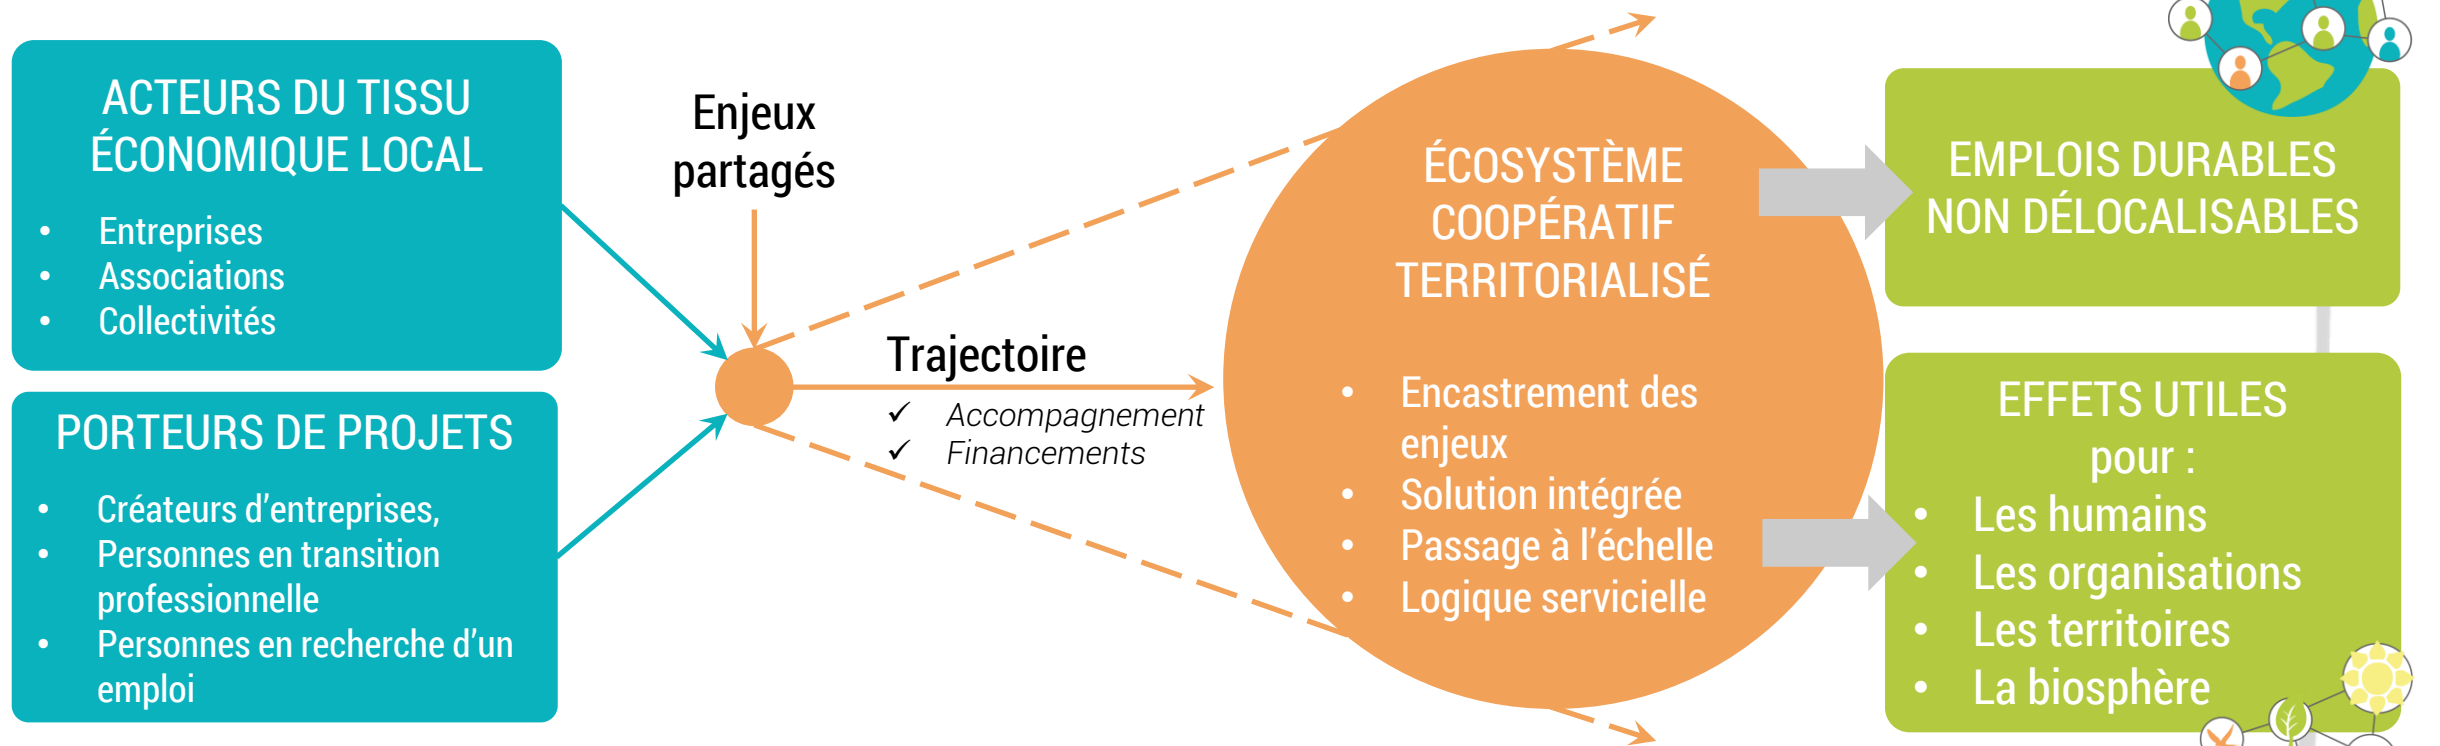 ACTEURS DU TISSU
ÉCONOMIQUE LOCAL
• Entreprises
• Associations
• Collectivités
PORTEURS DE PROJETS
• Créateurs d’entreprises,
• Personnes en transition
professionnelle
• Personnes en recherche d’un
emploi
Enjeux
partagés
Trajectoire
✓ Accompagnement
✓ Financements
ÉCOSYSTÈME
COOPÉRATIF
TERRITORIALISÉ
• Encastrement des
enjeux
• Solution intégrée
• Passage à l’échelle
• Logique servicielle
EMPLOIS DURABLES
NON DÉLOCALISABLES
EFFETS UTILES
pour :
• Les humains
• Les organisations
• Les territoires
• La biosphère